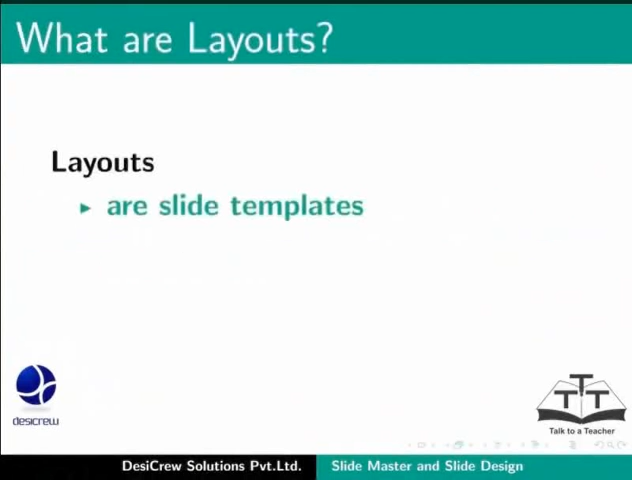 What are Layouts?
Layouts
► are slide templates
desicrew
TTT
Talk to a Teacher
DesiCrew Solutions Pvt.Ltd. Slide Master and Slide Design